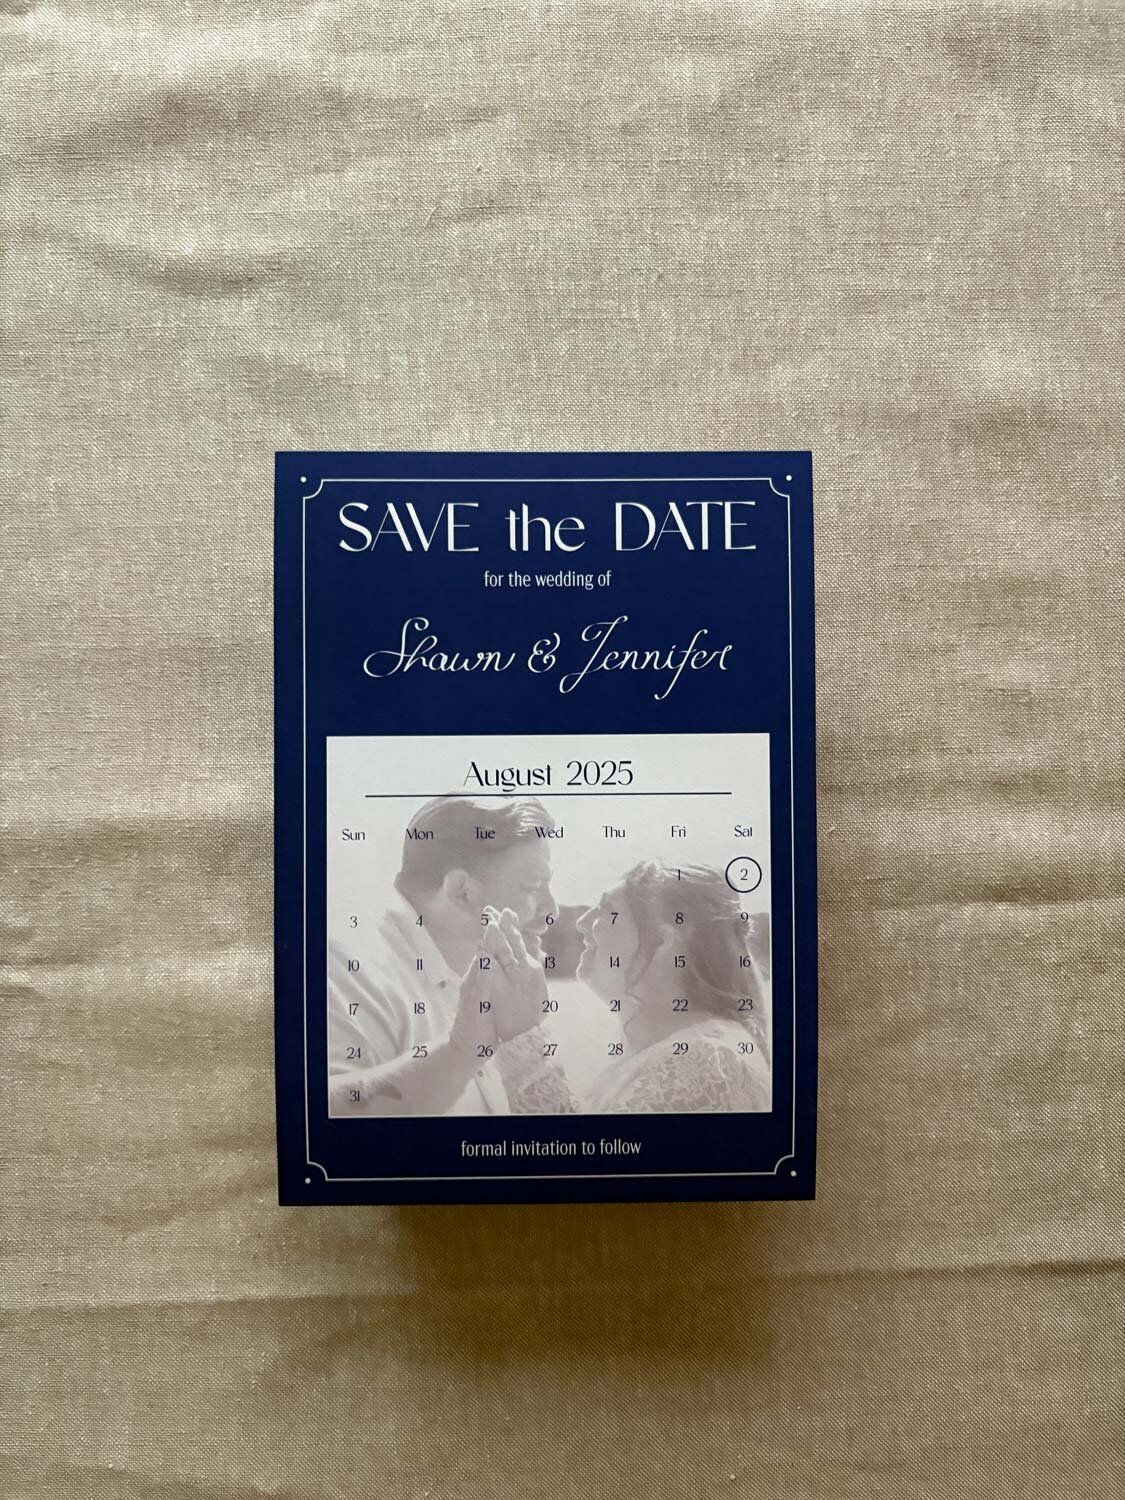 SAVE the DATE
for the wedding of
Shawn & Jennifer
August 2025
Sun Mon Tue Wed Thu Fri Sat
1 2
3 4 5 6 7 8 9
10 11 12 13 14 15 16
17 18 19 20 21 22 23
24 25 26 27 28 29 30
31
formal invitation to follow